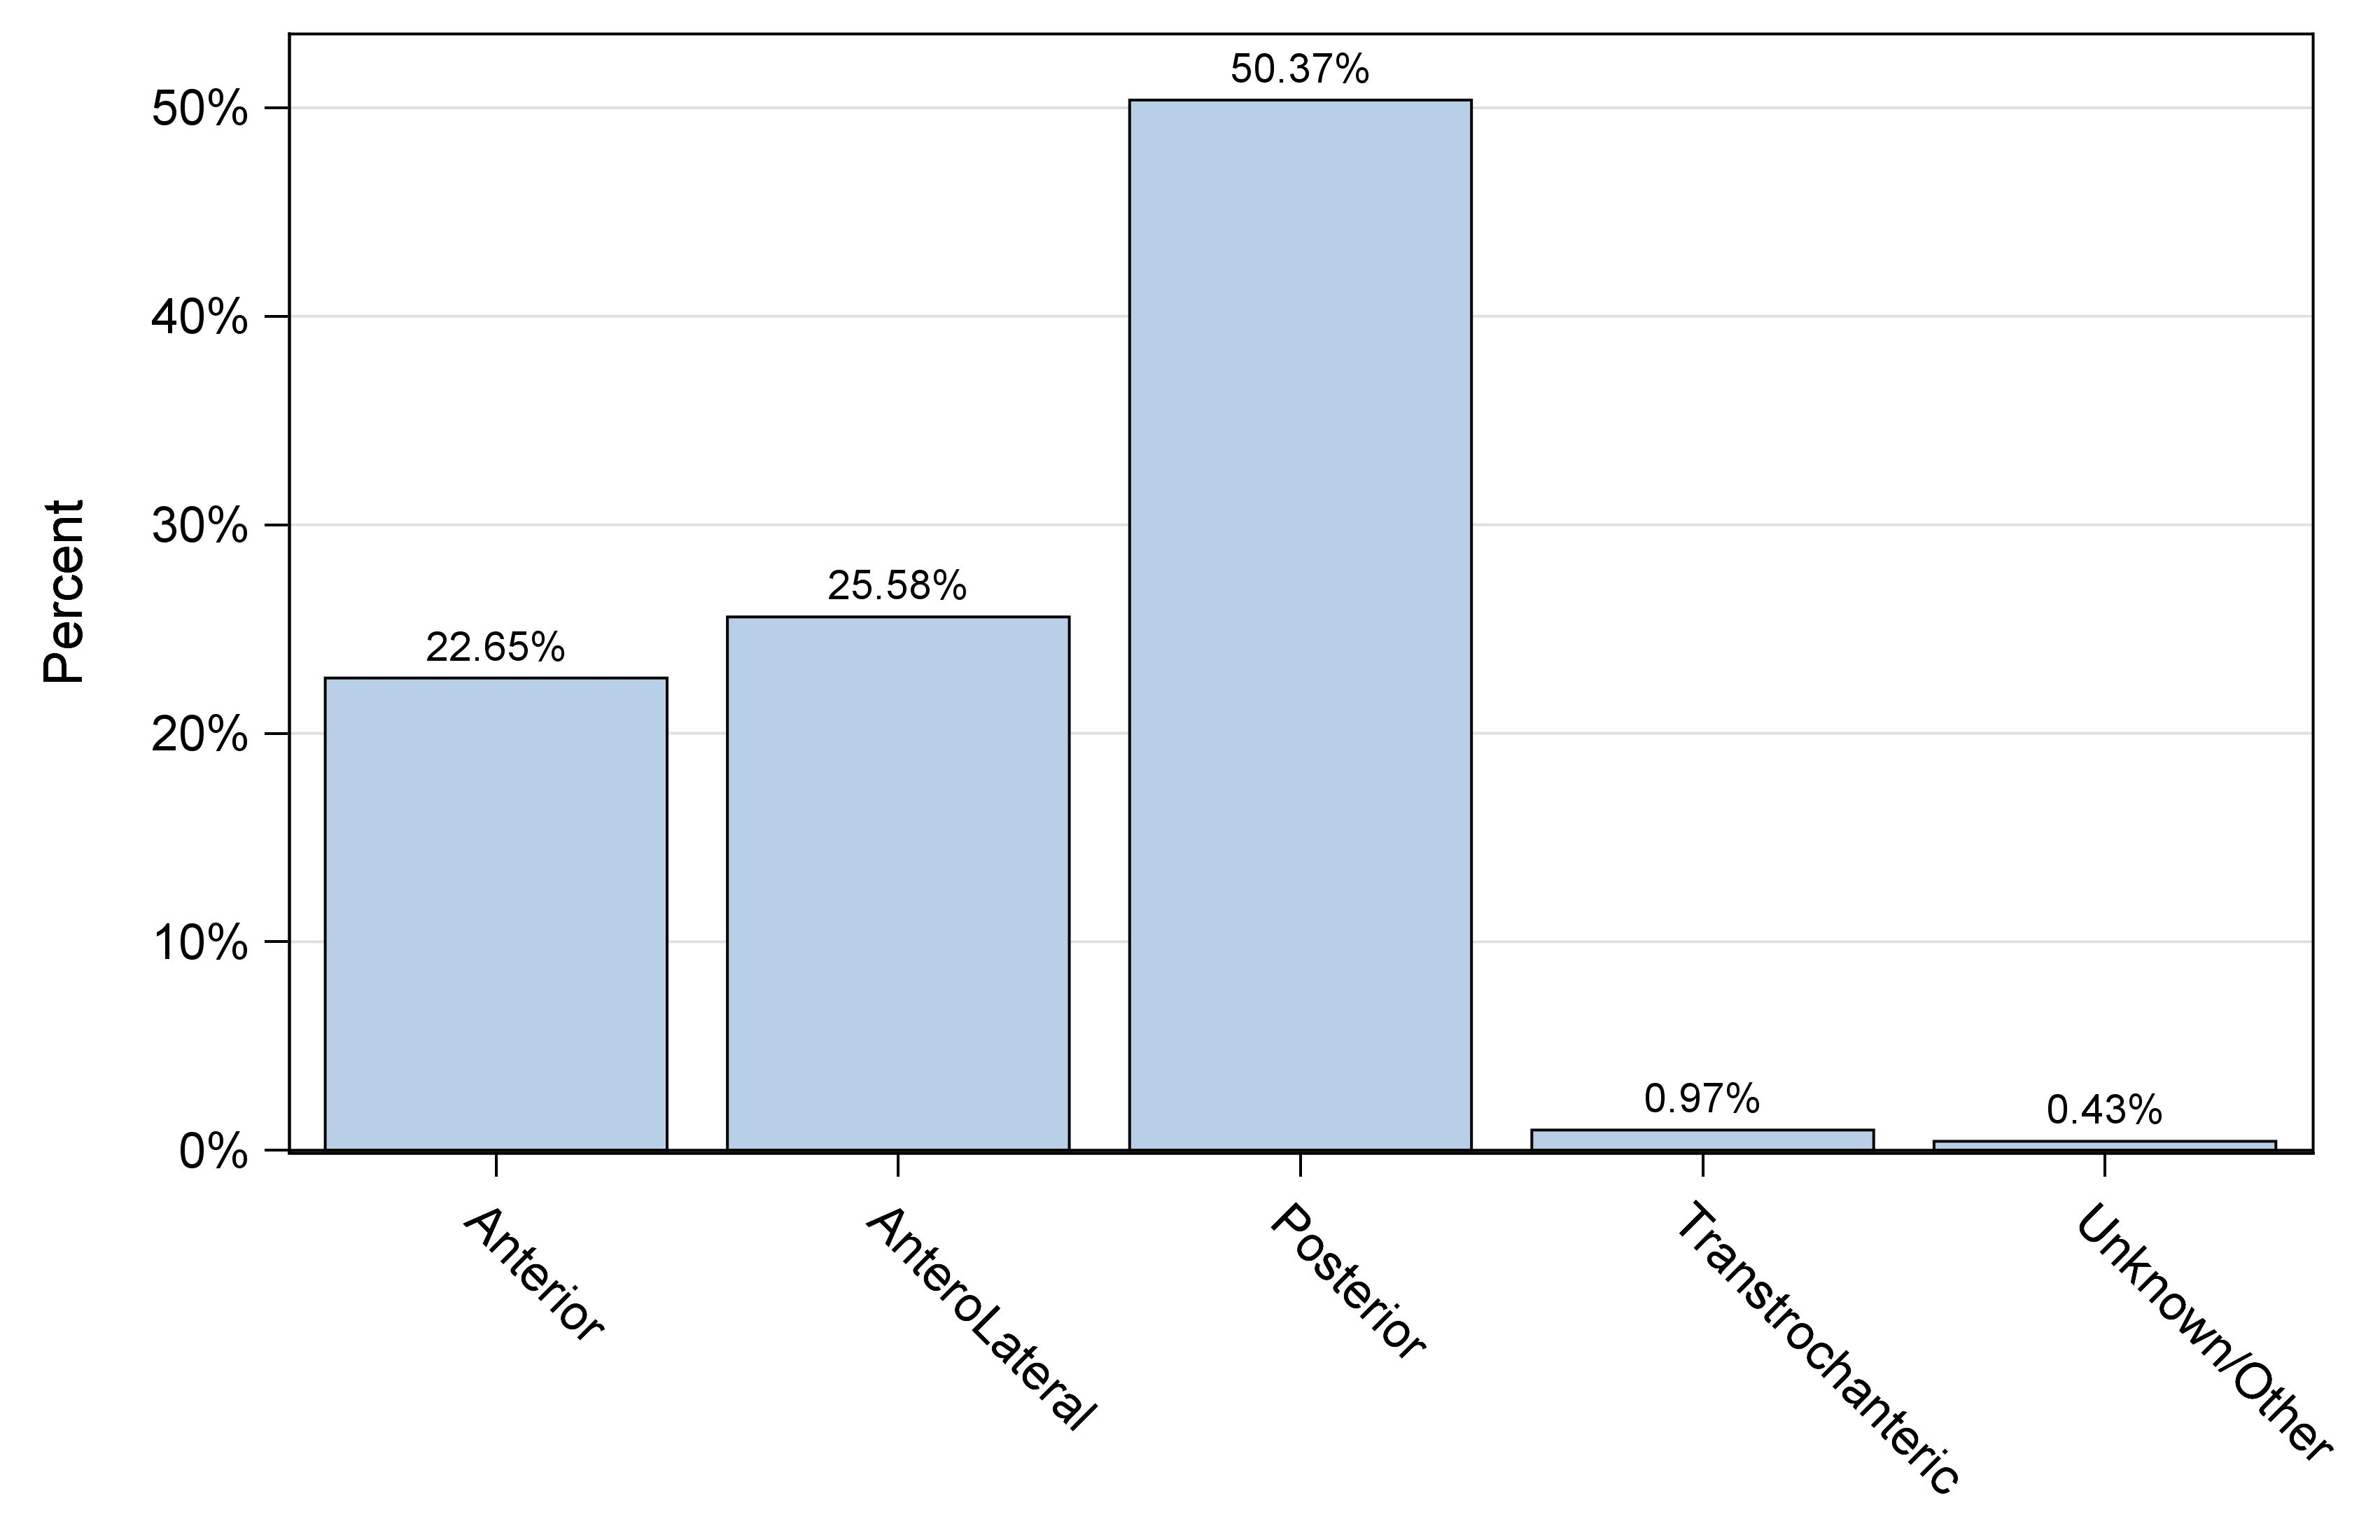 Percent
50%
40%
30%
20%
10%
0%
22.65%
25.58%
50.37%
0.97%
0.43%
Anterior
AnteroLateral
Posterior
Transtrochanteric
Unknown/Other